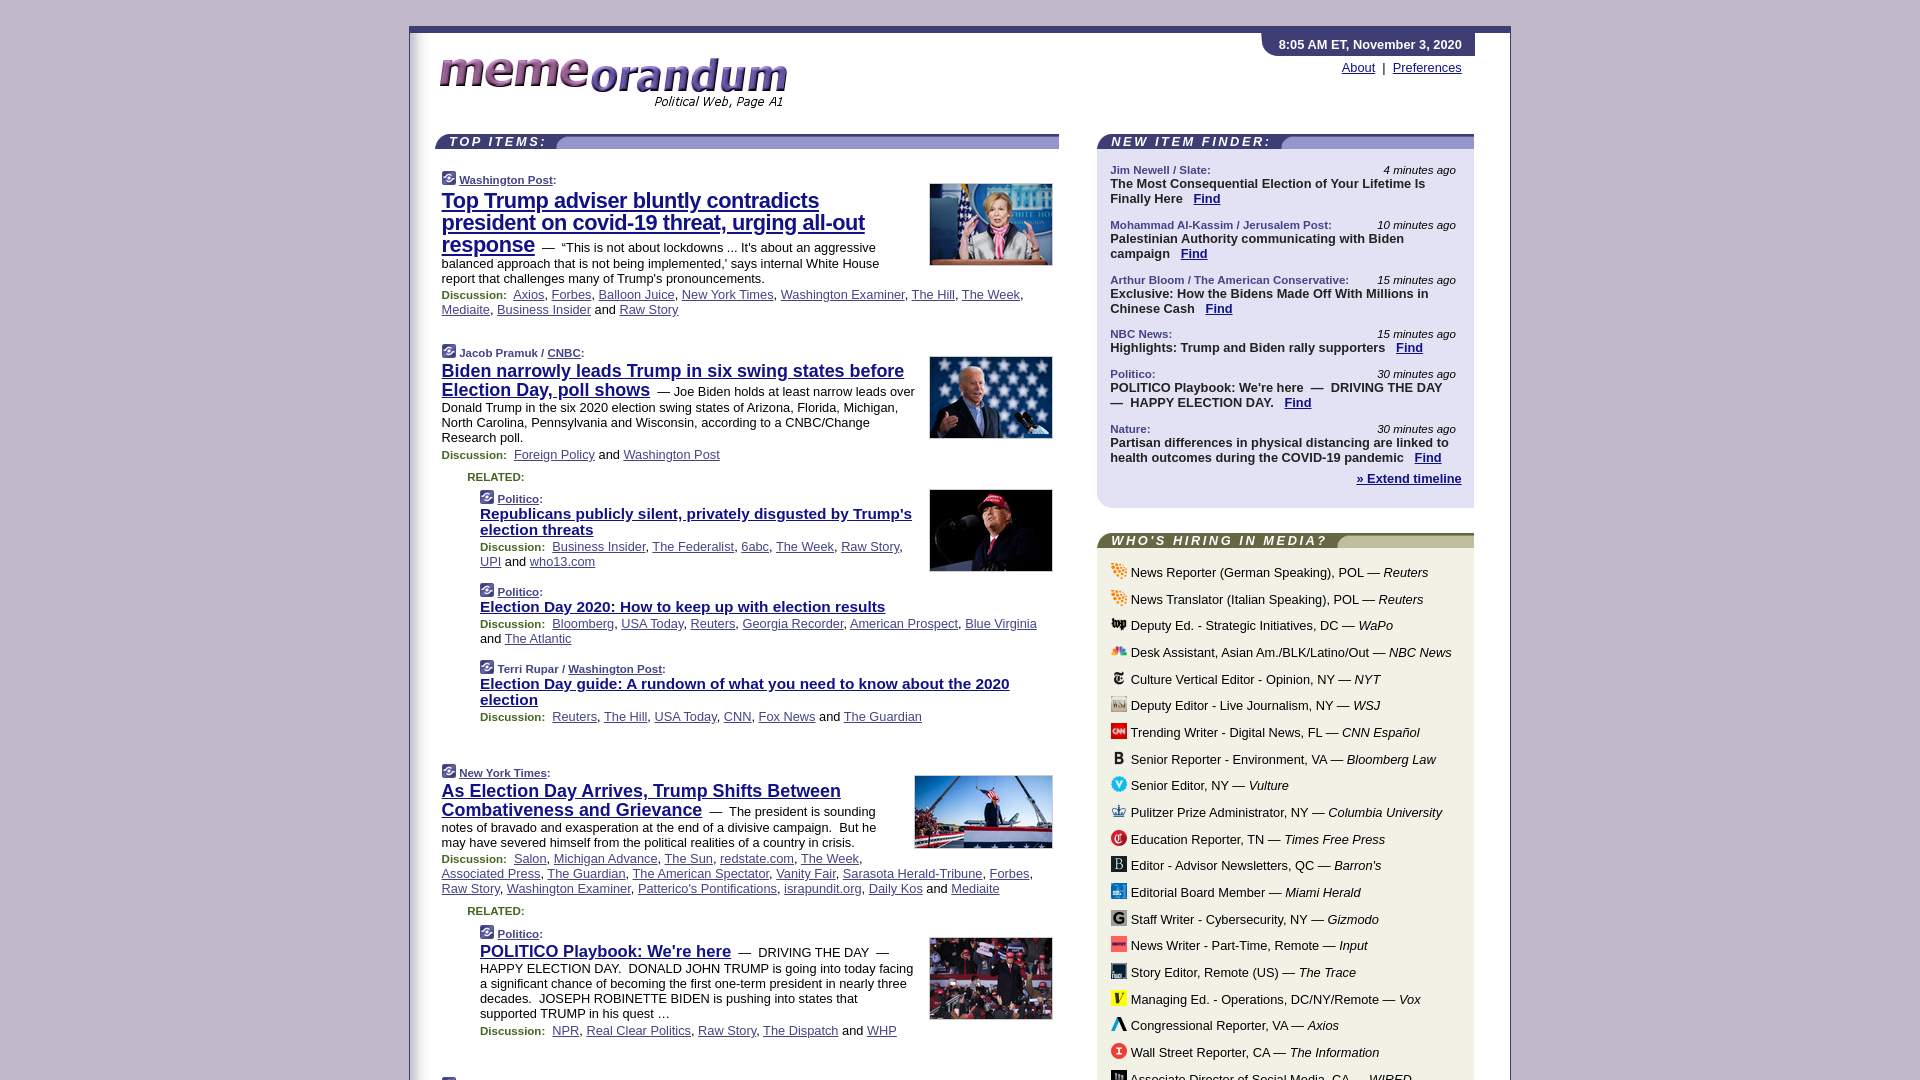 8:05 AM ET, November 3, 2020
memeorandum
Political Web, Page A1
About | Preferences
TOP ITEMS:
Washington Post:
Top Trump adviser bluntly contradicts
president on covid-19 threat, urging all-out
response — “This is not about lockdowns ... It's about an aggressive
balanced approach that is not being implemented,' says internal White House
report that challenges many of Trump's pronouncements.
Discussion: Axios, Forbes, Balloon Juice, New York Times, Washington Examiner, The Hill, The Week,
Mediaite, Business Insider and Raw Story
Jacob Pramuk / CNBC:
Biden narrowly leads Trump in six swing states before
Election Day, poll shows — Joe Biden holds at least narrow leads over
Donald Trump in the six 2020 election swing states of Arizona, Florida, Michigan,
North Carolina, Pennsylvania and Wisconsin, according to a CNBC/Change
Research poll.
Discussion: Foreign Policy and Washington Post
RELATED:
Politico:
Republicans publicly silent, privately disgusted by Trump's
election threats
Discussion: Business Insider, The Federalist, 6abc, The Week, Raw Story,
UPI and who13.com
Politico:
Election Day 2020: How to keep up with election results
Discussion: Bloomberg, USA Today, Reuters, Georgia Recorder, American Prospect, Blue Virginia
and The Atlantic
Terri Rupar / Washington Post:
Election Day guide: A rundown of what you need to know about the 2020
election
Discussion: Reuters, The Hill, USA Today, CNN, Fox News and The Guardian
New York Times:
As Election Day Arrives, Trump Shifts Between
Combativeness and Grievance — The president is sounding
notes of bravado and exasperation at the end of a divisive campaign. But he
may have severed himself from the political realities of a country in crisis.
Discussion: Salon, Michigan Advance, The Sun, redstate.com, The Week,
Associated Press, The Guardian, The American Spectator, Vanity Fair, Sarasota Herald-Tribune, Forbes,
Raw Story, Washington Examiner, Patterico's Pontifications, israpundit.org, Daily Kos and Mediaite
RELATED:
Politico:
POLITICO Playbook: We're here — DRIVING THE DAY —
HAPPY ELECTION DAY. DONALD JOHN TRUMP is going into today facing
a significant chance of becoming the first one-term president in nearly three
decades. JOSEPH ROBINETTE BIDEN is pushing into states that
supported TRUMP in his quest …
Discussion: NPR, Real Clear Politics, Raw Story, The Dispatch and WHP
NEW ITEM FINDER:
Jim Newell / Slate: 4 minutes ago
The Most Consequential Election of Your Lifetime Is
Finally Here Find
Mohammad Al-Kassim / Jerusalem Post: 10 minutes ago
Palestinian Authority communicating with Biden
campaign Find
Arthur Bloom / The American Conservative: 15 minutes ago
Exclusive: How the Bidens Made Off With Millions in
Chinese Cash Find
NBC News: 15 minutes ago
Highlights: Trump and Biden rally supporters Find
Politico: 30 minutes ago
POLITICO Playbook: We're here — DRIVING THE DAY
— HAPPY ELECTION DAY. Find
Nature: 30 minutes ago
Partisan differences in physical distancing are linked to
health outcomes during the COVID-19 pandemic Find
» Extend timeline
WHO'S HIRING IN MEDIA?
News Reporter (German Speaking), POL — Reuters
News Translator (Italian Speaking), POL — Reuters
Deputy Ed. - Strategic Initiatives, DC — WaPo
Desk Assistant, Asian Am./BLK/Latino/Out — NBC News
Culture Vertical Editor - Opinion, NY — NYT
Deputy Editor - Live Journalism, NY — WSJ
Trending Writer - Digital News, FL — CNN Español
Senior Reporter - Environment, VA — Bloomberg Law
Senior Editor, NY — Vulture
Pulitzer Prize Administrator, NY — Columbia University
Education Reporter, TN — Times Free Press
Editor - Advisor Newsletters, QC — Barron's
Editorial Board Member — Miami Herald
Staff Writer - Cybersecurity, NY — Gizmodo
News Writer - Part-Time, Remote — Input
Story Editor, Remote (US) — The Trace
Managing Ed. - Operations, DC/NY/Remote — Vox
Congressional Reporter, VA — Axios
Wall Street Reporter, CA — The Information
Associate Director of Social Media, CA — WIRED